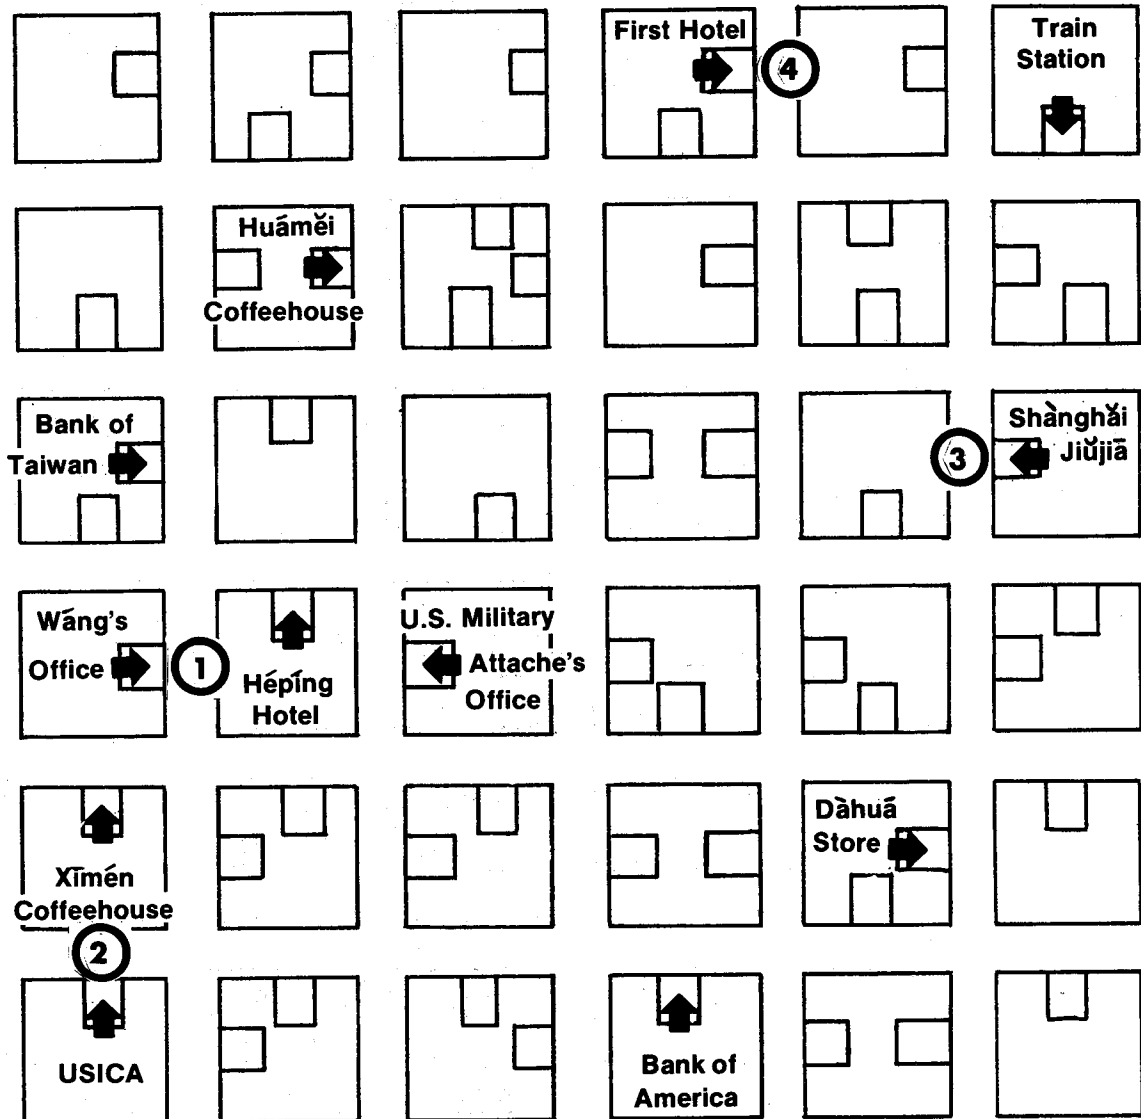 First Hotel
4
Train
Station
Huáměi
Coffeehouse
Bank of
Taiwan
3
Shànghǎi
Jiǔjiā
Wáng's
Office
1
Hépíng
Hotel
U.S. Military
Attache's
Office
Xīmén
Coffeehouse
2
Dàhuá
Store
USICA
Bank of
America